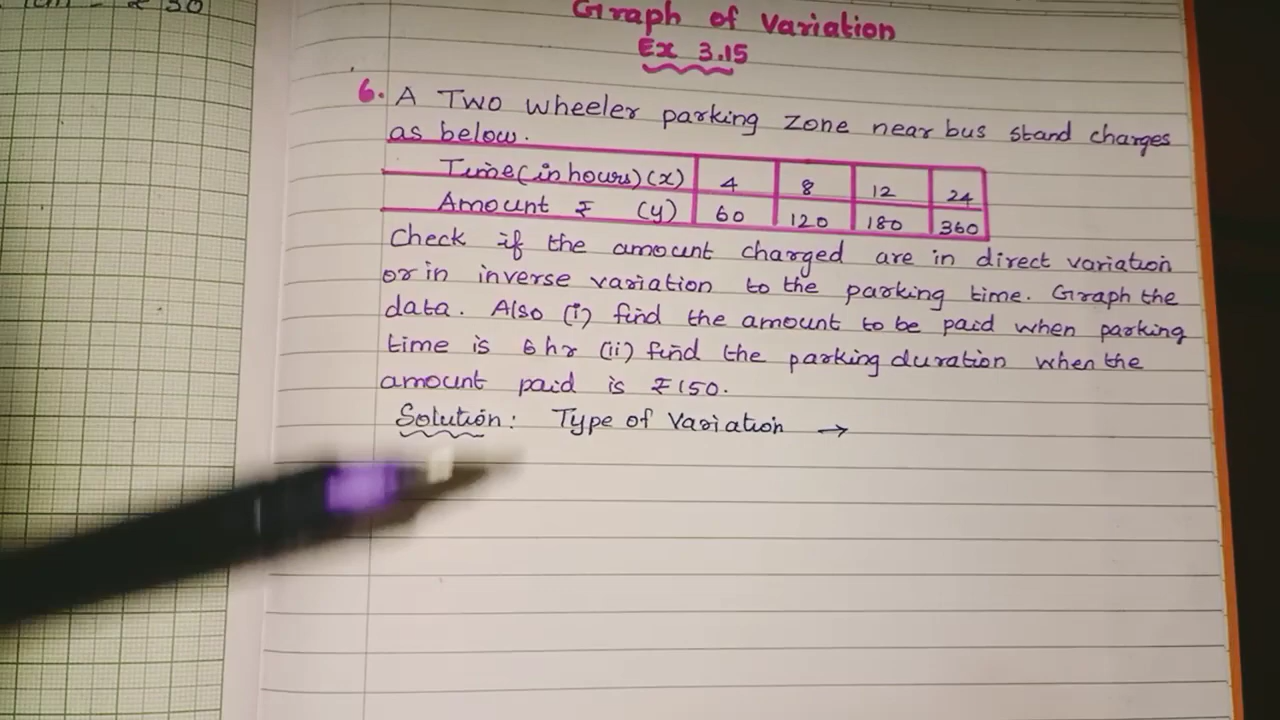 ₹ 30
Graph of Variation
Ex 3.15
6. A Two wheeler parking zone near bus stand charges
as below.
Time (in hours) (x) 4 8 12 24
Amount ₹ (y) 60 120 180 360
Check if the amount charged are in direct variation
or in inverse variation to the parking time. Graph the
data. Also (i) find the amount to be paid when parking
time is 6 hr (ii) find the parking duration when the
amount paid is ₹ 150.
Solution: Type of Variation →